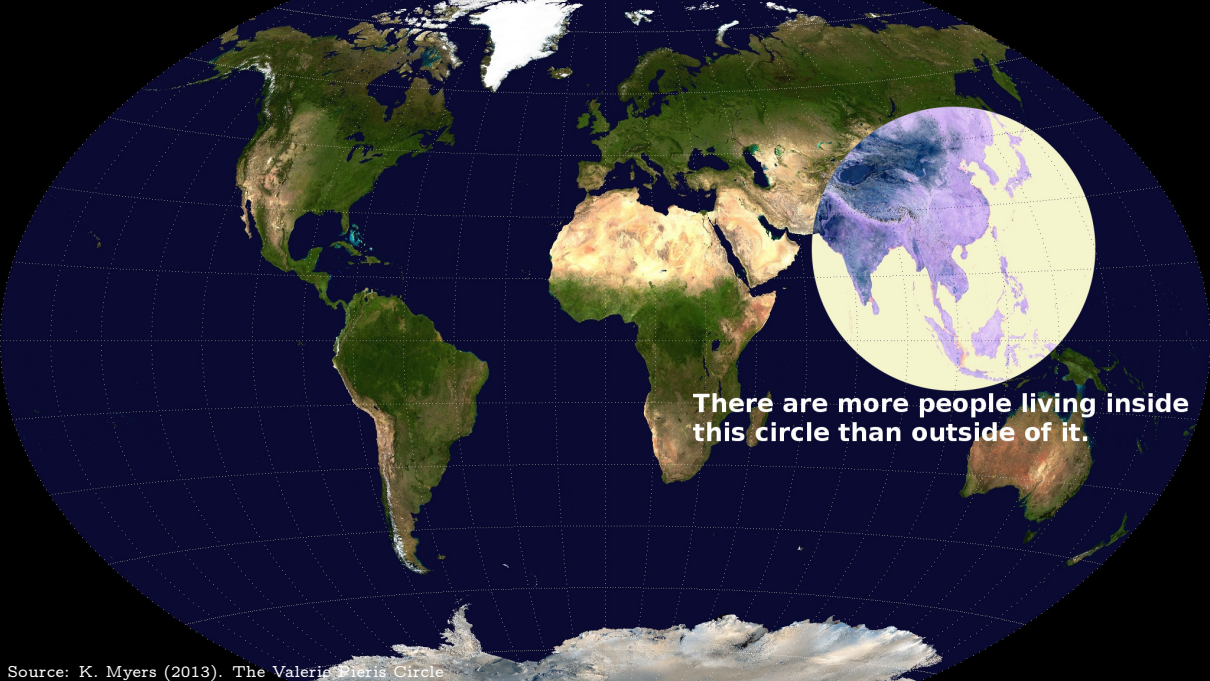 There are more people living inside
this circle than outside of it.
Source: K. Myers (2013). The Valerie Pieris Circle